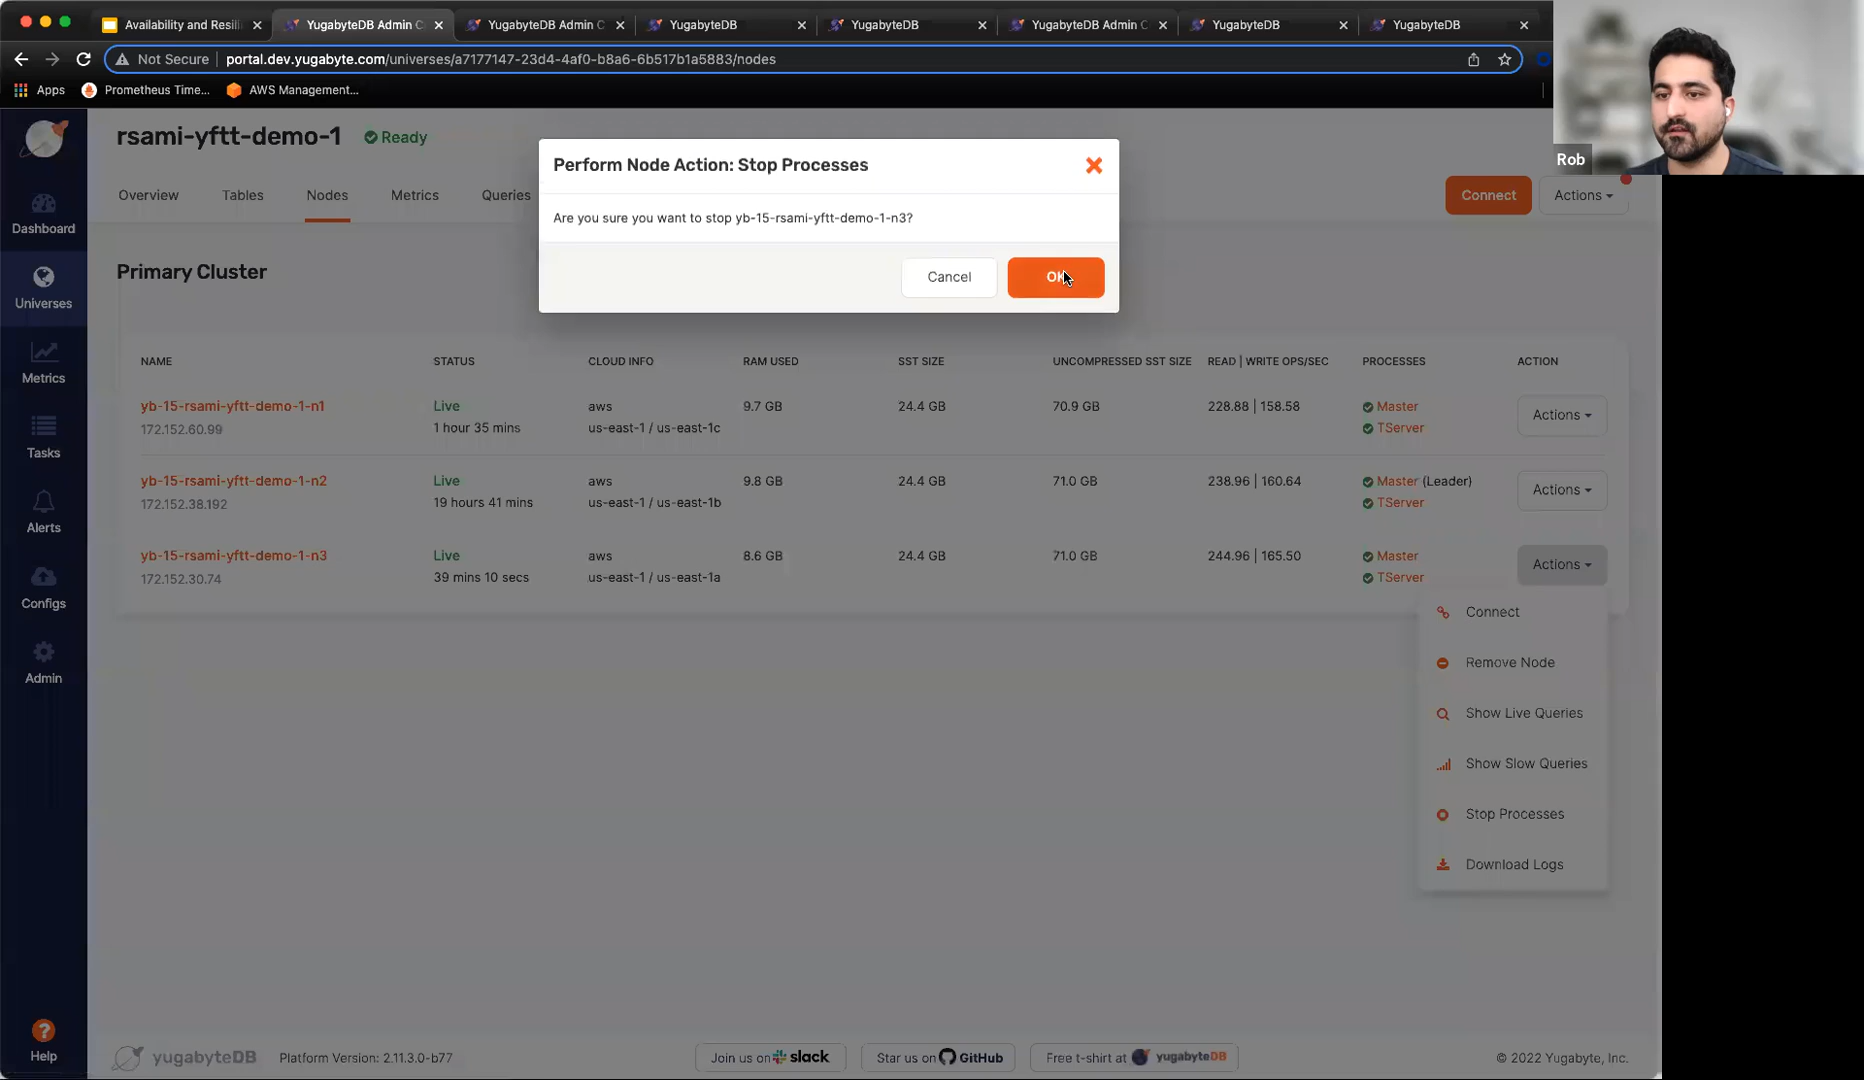 Availability and Resili
YugabyteDB Admin C
YugabyteDB Admin C
YugabyteDB
YugabyteDB
YugabyteDB Admin C
YugabyteDB
YugabyteDB
Not Secure
portal.dev.yugabyte.com/universes/a7177147-23d4-4af0-b8a6-6b517b1a5883/nodes
Apps
Prometheus Time...
AWS Management...
Rob
rsami-yftt-demo-1
Ready
Overview
Tables
Nodes
Metrics
Queries
Connect
Actions
Perform Node Action: Stop Processes
Are you sure you want to stop yb-15-rsami-yftt-demo-1-n3?
Cancel
OK
Dashboard
Universes
Metrics
Tasks
Alerts
Configs
Admin
Help
Primary Cluster
NAME STATUS CLOUD INFO RAM USED SST SIZE UNCOMPRESSED SST SIZE READ | WRITE OPS/SEC PROCESSES ACTION
yb-15-rsami-yftt-demo-1-n1 Live aws 9.7 GB 24.4 GB 70.9 GB 228.88 | 158.58 Master Actions
172.152.60.99 1 hour 35 mins us-east-1 / us-east-1c TServer
yb-15-rsami-yftt-demo-1-n2 Live aws 9.8 GB 24.4 GB 71.0 GB 238.96 | 160.64 Master (Leader) Actions
172.152.38.192 19 hours 41 mins us-east-1 / us-east-1b TServer
yb-15-rsami-yftt-demo-1-n3 Live aws 8.6 GB 24.4 GB 71.0 GB 244.96 | 165.50 Master Actions
172.152.30.74 39 mins 10 secs us-east-1 / us-east-1a TServer
Connect
Remove Node
Show Live Queries
Show Slow Queries
Stop Processes
Download Logs
yugabyteDB
Platform Version: 2.11.3.0-b77
Join us on slack
Star us on GitHub
Free t-shirt at yugabyteDB
© 2022 Yugabyte, Inc.